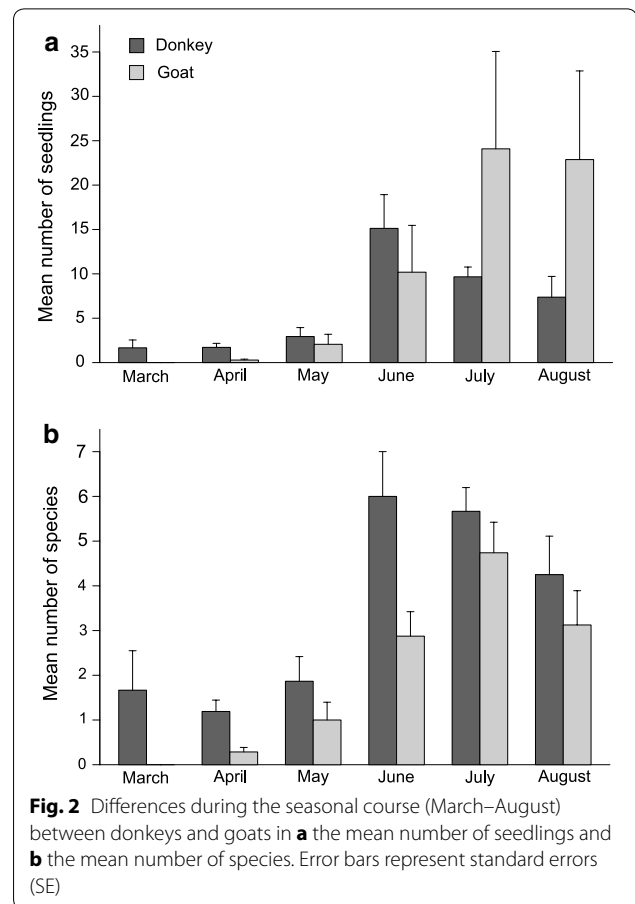 a
Donkey
Goat
Mean number of seedlings
35
30
25
20
15
10
5
0
March April May June July August
b
Mean number of species
7
6
5
4
3
2
1
0
March April May June July August
Fig. 2 Differences during the seasonal course (March–August)
between donkeys and goats in a the mean number of seedlings and
b the mean number of species. Error bars represent standard errors
(SE)